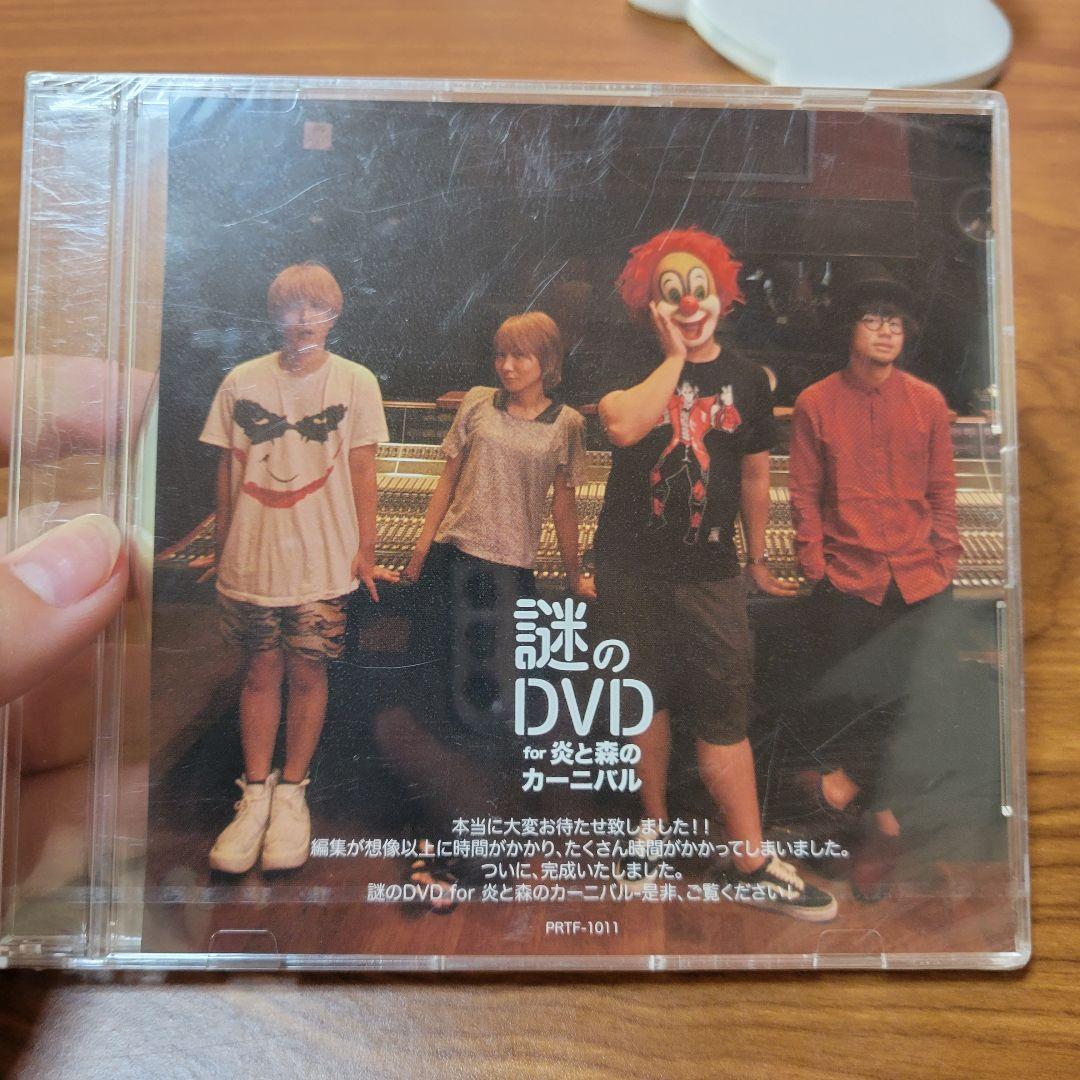 謎の
DVD
for 炎と森の
カーニバル
本当に大変お待たせ致しました!!
編集が想像以上に時間がかかり、たくさん時間がかかってしまいました。
ついに、完成いたしました。
謎のDVD for 炎と森のカーニバル-是非、ご覧ください!
PRTF-1011